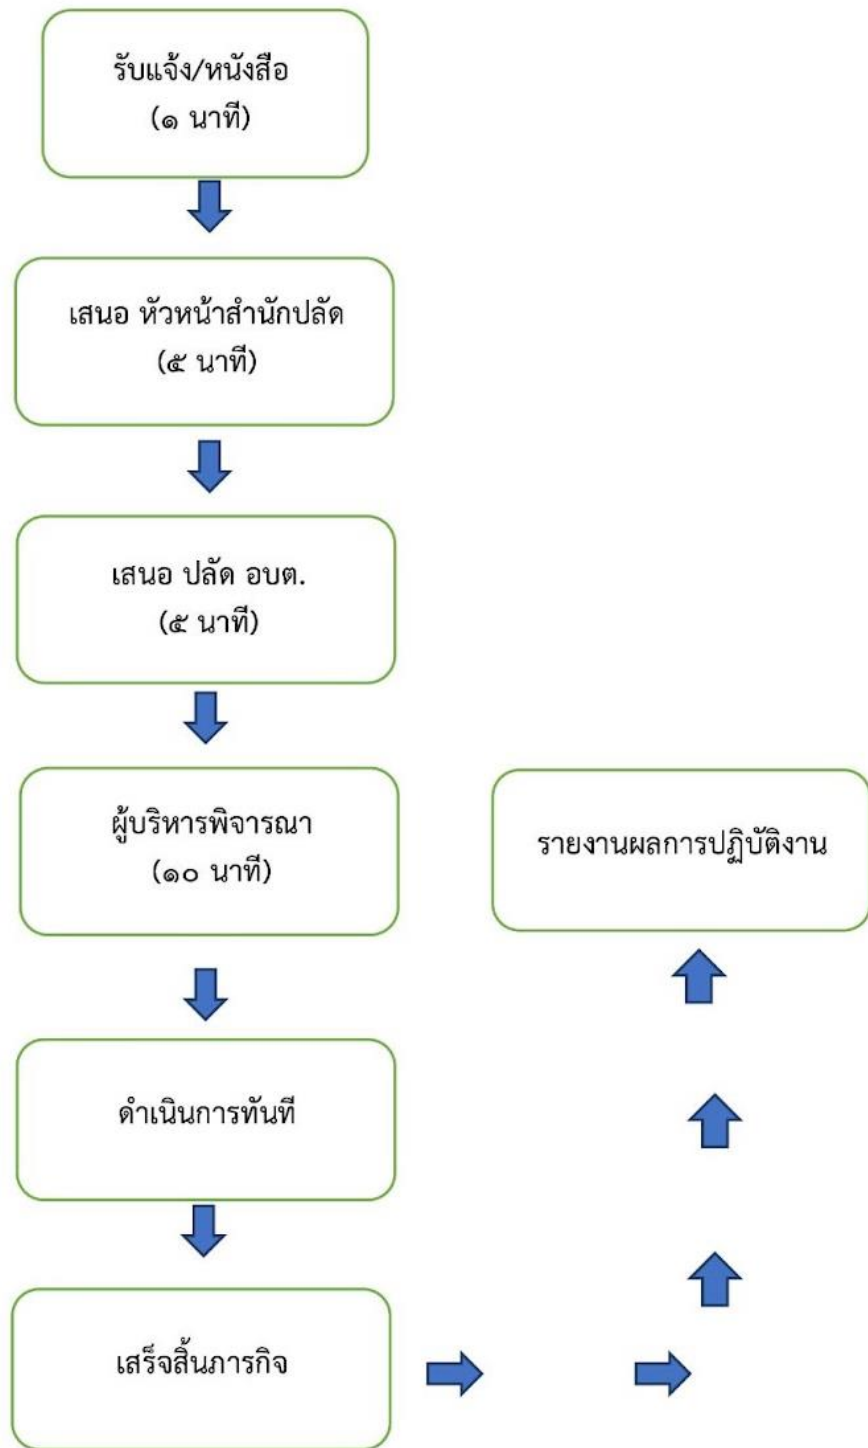 รับแจ้ง/หนังสือ
(๑ นาที)
เสนอ หัวหน้าสำนักปลัด
(๕ นาที)
เสนอ ปลัด อบต.
(๕ นาที)
ผู้บริหารพิจารณา
(๑๐ นาที)
ดำเนินการทันที
เสร็จสิ้นภารกิจ
รายงานผลการปฏิบัติงาน